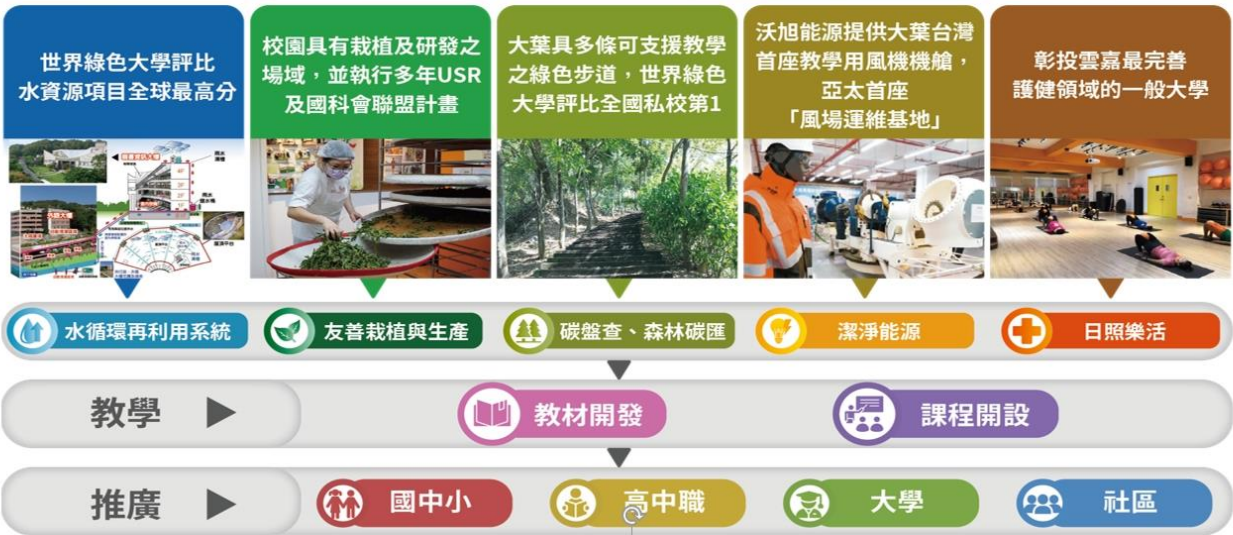 世界綠色大學評比
水資源項目全球最高分
校園具有栽植及研發之
場域，並執行多年USR
及國科會聯盟計畫
大葉具多條可支援教學
之綠色步道，世界綠色
大學評比全國私校第1
沃旭能源提供大葉台灣
首座教學用風機機艙，
亞太首座
「風場運維基地」
彰投雲嘉最完善
護健領域的一般大學
水循環再利用系統
友善栽植與生產
碳盤查、森林碳匯
潔淨能源
日照樂活
教學
教材開發
課程開設
推廣
國中小
高中職
大學
社區